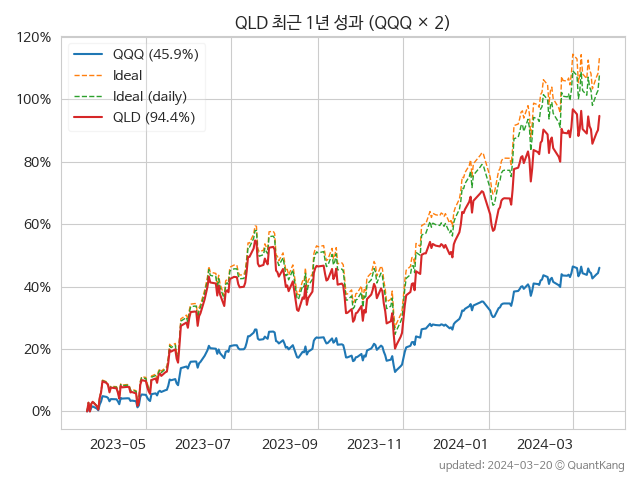 QLD 최근 1년 성과 (QQQ × 2)
120%
100%
80%
60%
40%
20%
0%
QQQ (45.9%)
Ideal
Ideal (daily)
QLD (94.4%)
2023-05
2023-07
2023-09
2023-11
2024-01
2024-03
updated: 2024-03-20 ⓒ QuantKang